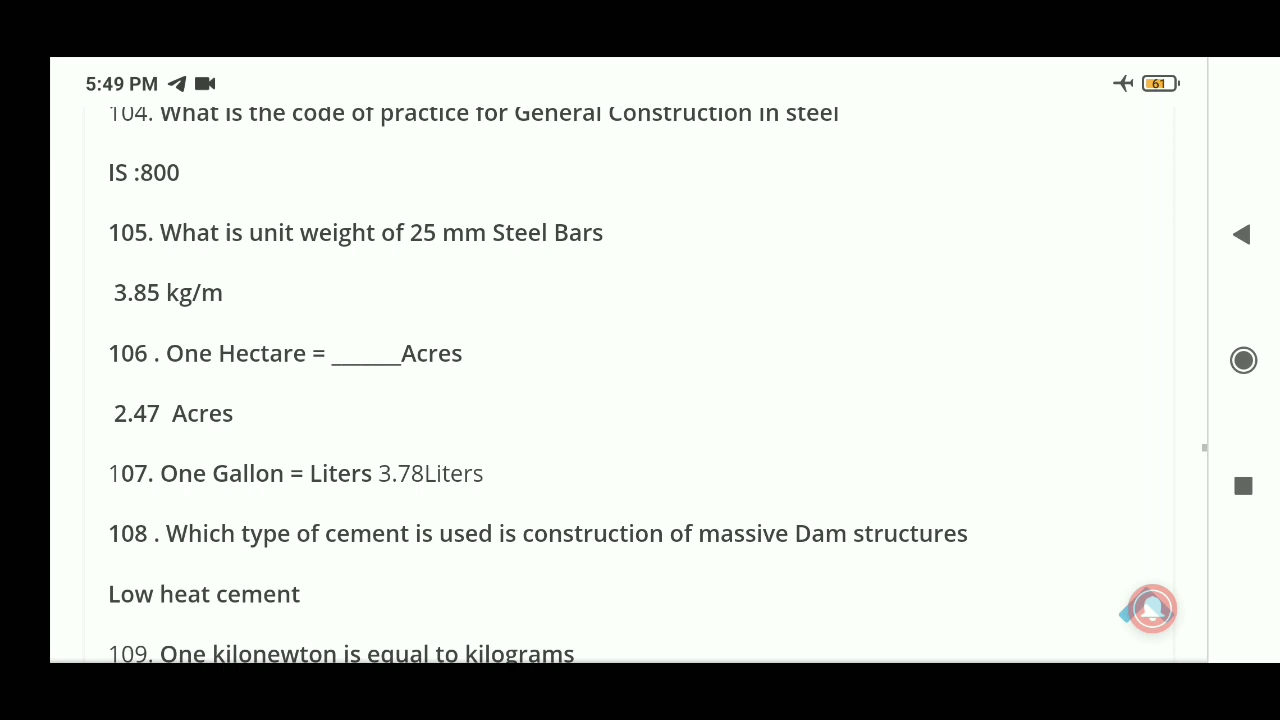 5:49 PM
61
104. What is the code of practice for General Construction in steel
IS :800
105. What is unit weight of 25 mm Steel Bars
3.85 kg/m
106 . One Hectare = _______Acres
2.47  Acres
107. One Gallon = Liters 3.78Liters
108 . Which type of cement is used is construction of massive Dam structures
Low heat cement
109. One kilonewton is equal to kilograms